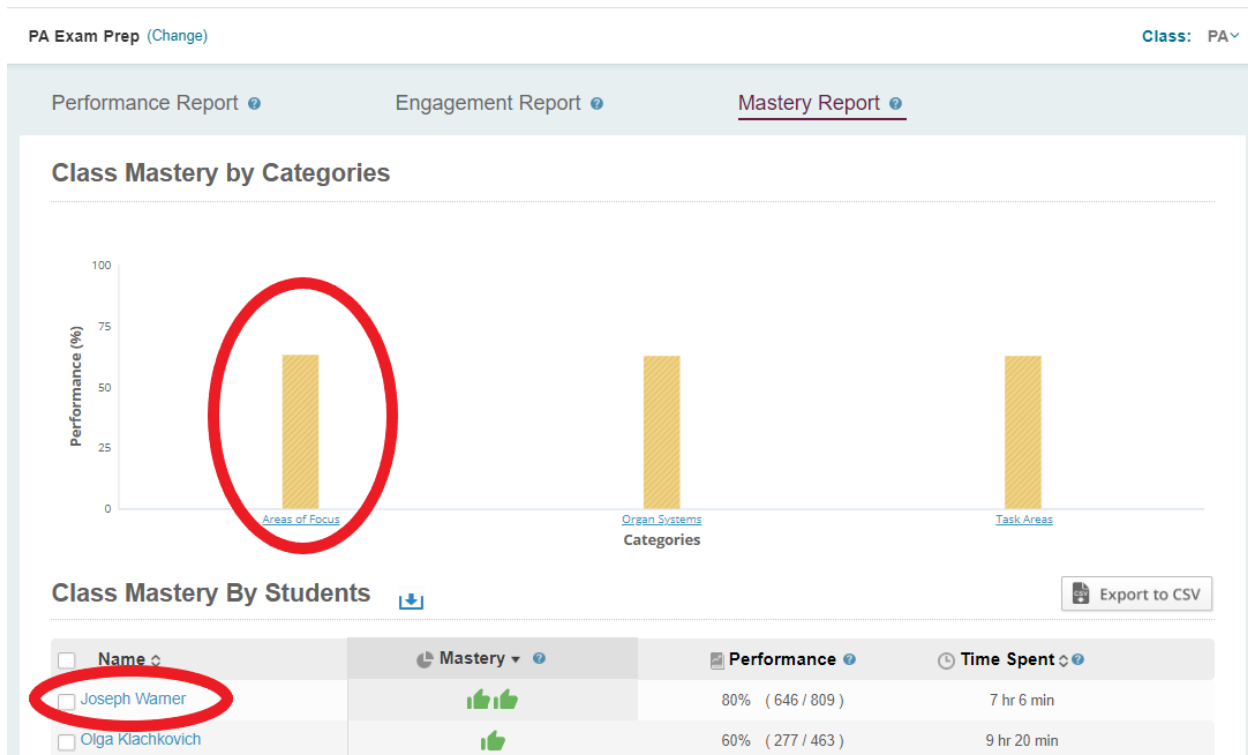 PA Exam Prep (Change) Class: PA
Performance Report Engagement Report Mastery Report
Class Mastery by Categories
100
75
50
25
0
Performance (%)
Areas of Focus Organ Systems Task Areas
Categories
Class Mastery By Students Export to CSV
Name Mastery Performance Time Spent
Joseph Warner 80% ( 646 / 809 ) 7 hr 6 min
Olga Klachkovich 60% ( 277 / 463 ) 9 hr 20 min